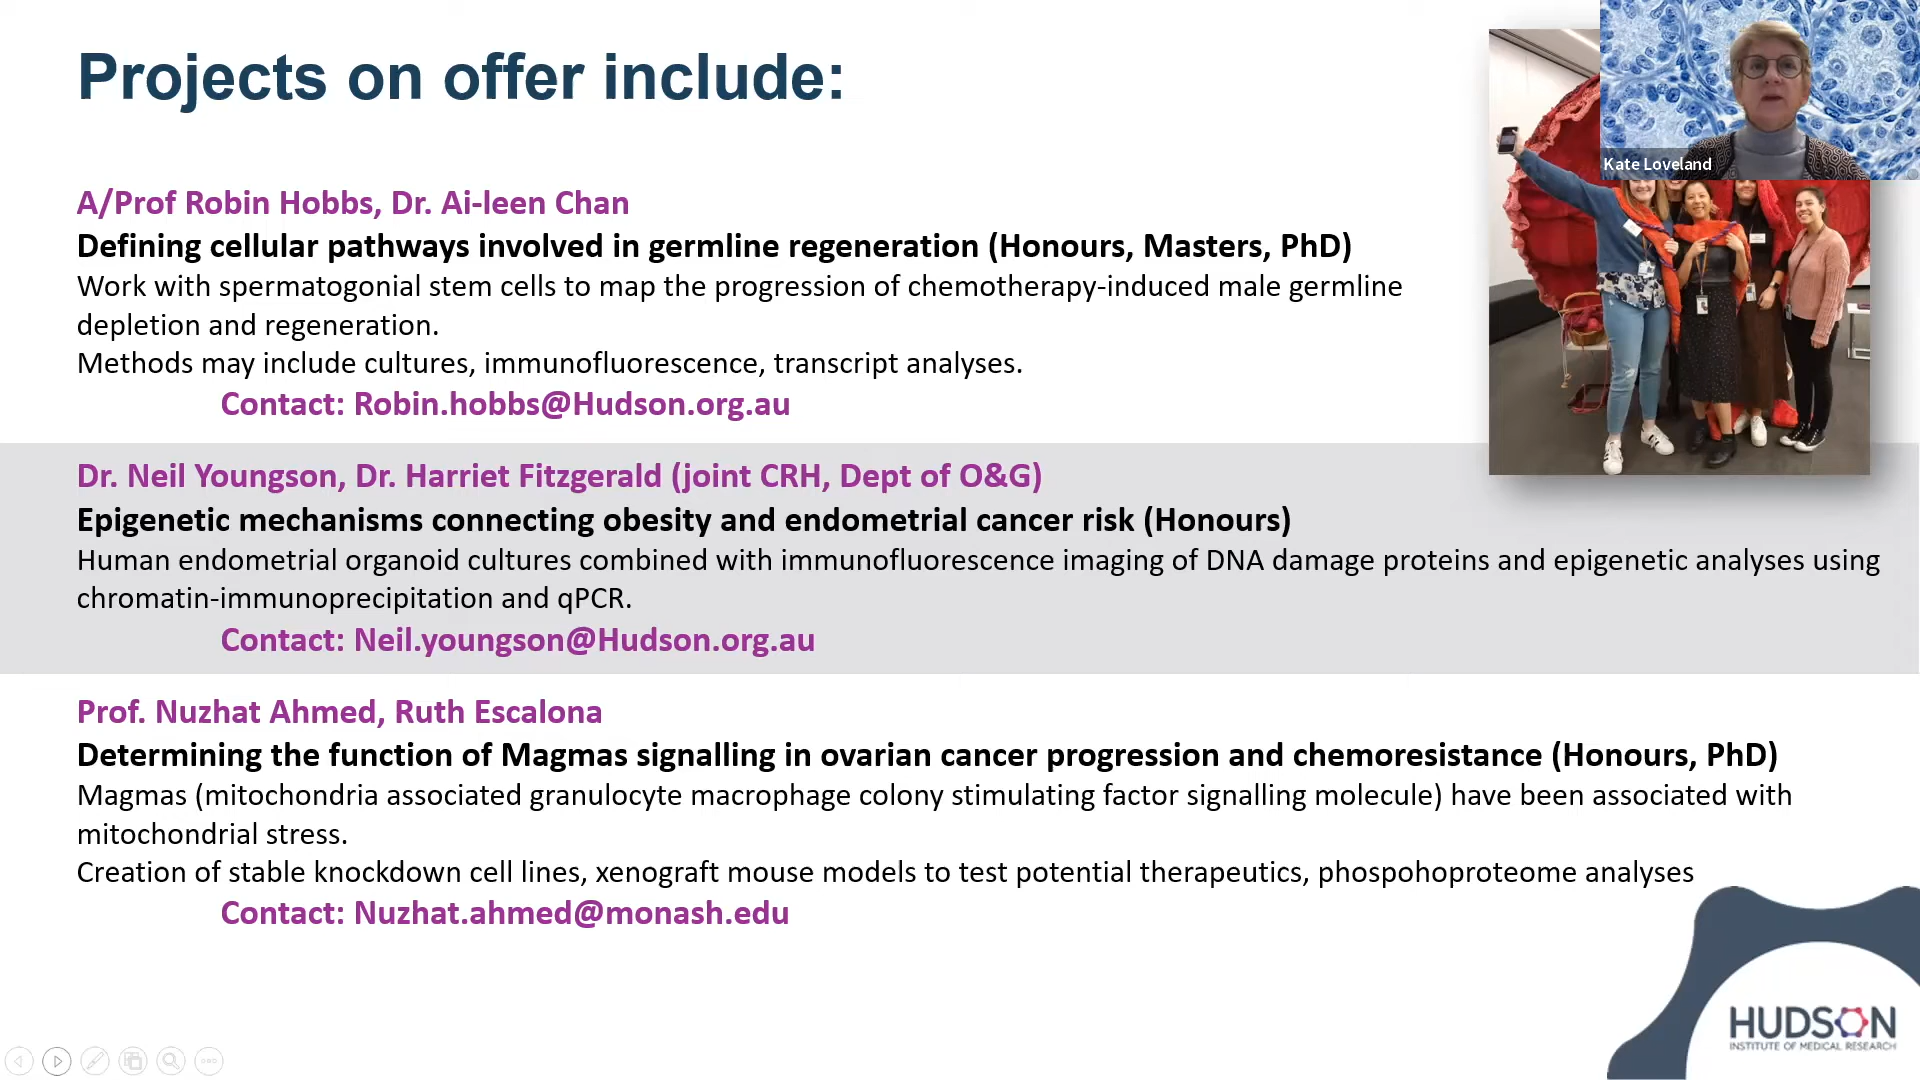 Projects on offer include:
Kate Loveland
A/Prof Robin Hobbs, Dr. Ai-leen Chan
Defining cellular pathways involved in germline regeneration (Honours, Masters, PhD)
Work with spermatogonial stem cells to map the progression of chemotherapy-induced male germline
depletion and regeneration.
Methods may include cultures, immunofluorescence, transcript analyses.
Contact: Robin.hobbs@Hudson.org.au
Dr. Neil Youngson, Dr. Harriet Fitzgerald (joint CRH, Dept of O&G)
Epigenetic mechanisms connecting obesity and endometrial cancer risk (Honours)
Human endometrial organoid cultures combined with immunofluorescence imaging of DNA damage proteins and epigenetic analyses using
chromatin-immunoprecipitation and qPCR.
Contact: Neil.youngson@Hudson.org.au
Prof. Nuzhat Ahmed, Ruth Escalona
Determining the function of Magmas signalling in ovarian cancer progression and chemoresistance (Honours, PhD)
Magmas (mitochondria associated granulocyte macrophage colony stimulating factor signalling molecule) have been associated with
mitochondrial stress.
Creation of stable knockdown cell lines, xenograft mouse models to test potential therapeutics, phospohoproteome analyses
Contact: Nuzhat.ahmed@monash.edu
HUDSON
INSTITUTE OF MEDICAL RESEARCH